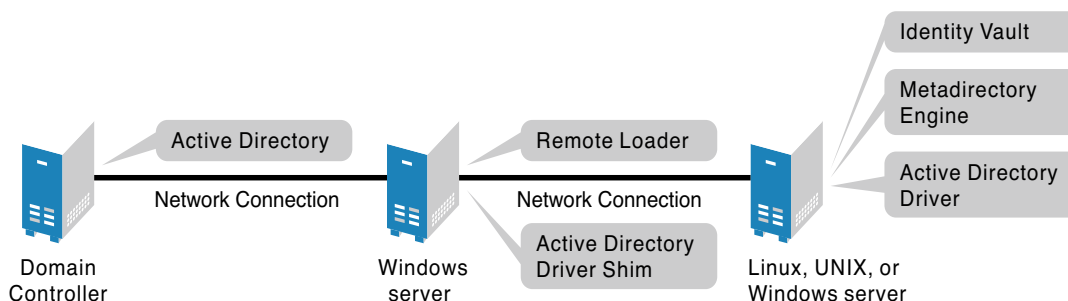 Identity Vault
Metadirectory
Engine
Active Directory
Remote Loader
Active Directory
Driver
Network Connection
Network Connection
Active Directory
Driver Shim
Domain
Controller
Windows
server
Linux, UNIX, or
Windows server